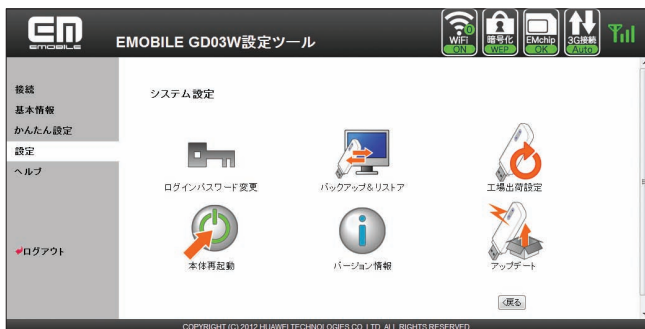 EM
EMOBILE
EMOBILE GD03W設定ツール
WiFi
0
ON
暗号化
WEP
EMchip
OK
3G接続
Auto
接続
基本情報
かんたん設定
設定
ヘルプ
ログアウト
システム設定
ログインパスワード変更
バックアップ&リストア
工場出荷設定
本体再起動
バージョン情報
アップデート
<戻る
COPYRIGHT (C) 2012 HUAWEI TECHNOLOGIES CO.,LTD. ALL RIGHTS RESERVED